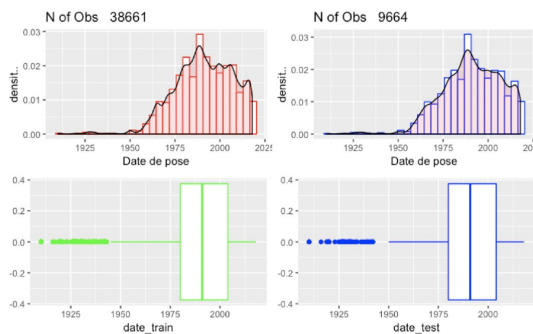 N of Obs 38661
N of Obs 9664
densit..
0.03
0.02
0.01
0.00
1925 1950 1975 2000 2025
Date de pose
densit..
0.03
0.02
0.01
0.00
1925 1950 1975 2000
Date de pose
0.4
0.2
0.0
-0.2
-0.4
1925 1950 1975 2000
date_train
0.4
0.2
0.0
-0.2
-0.4
1925 1950 1975 2000
date_test